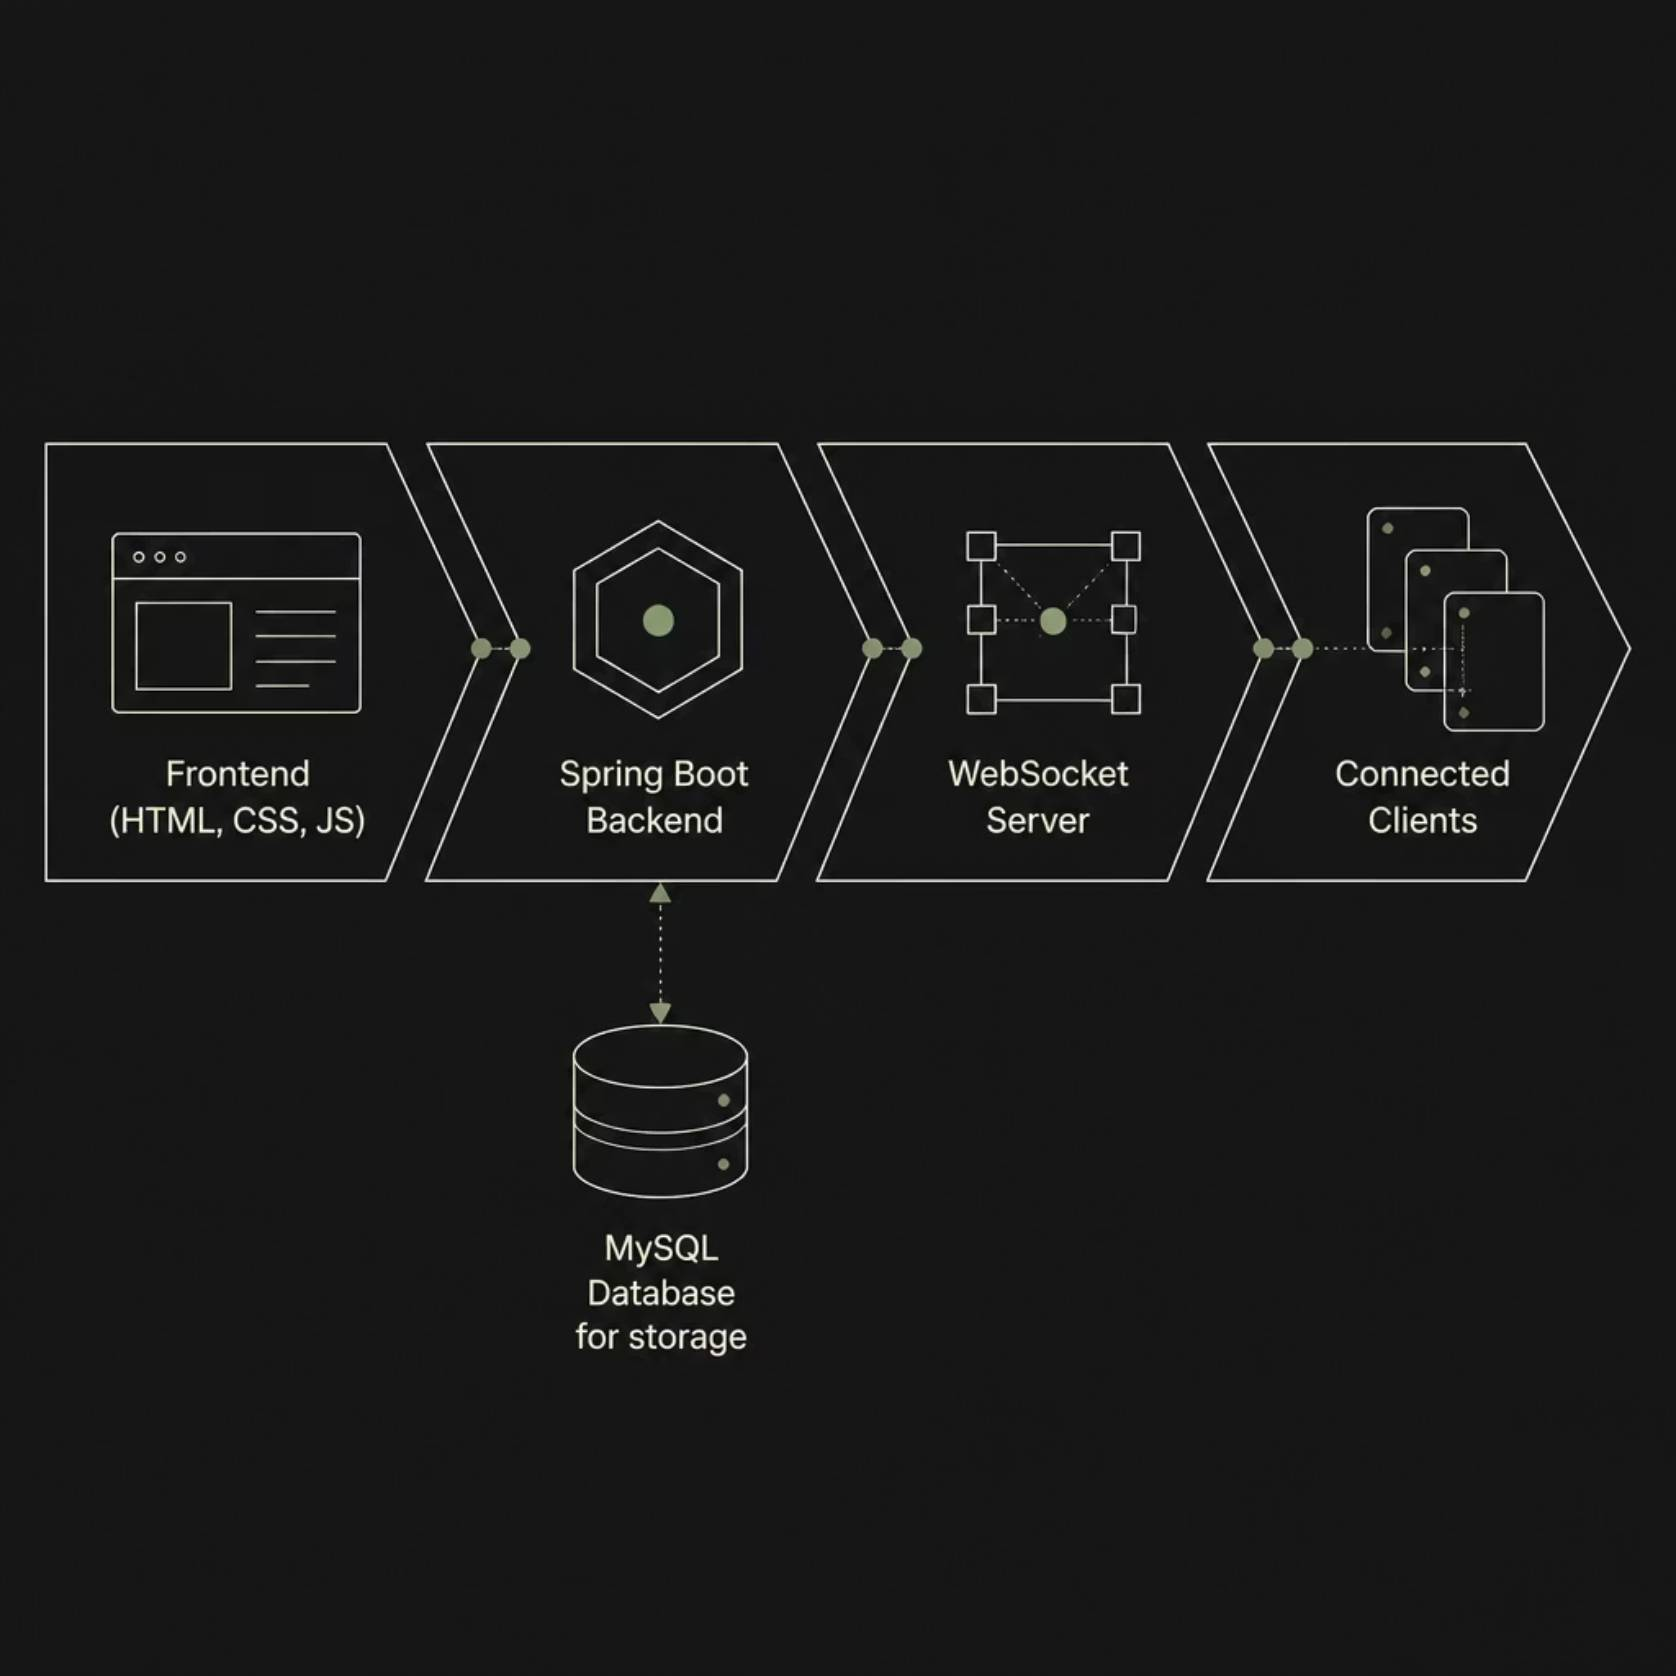 Frontend
(HTML, CSS, JS)
Spring Boot
Backend
WebSocket
Server
Connected
Clients
MySQL
Database
for storage